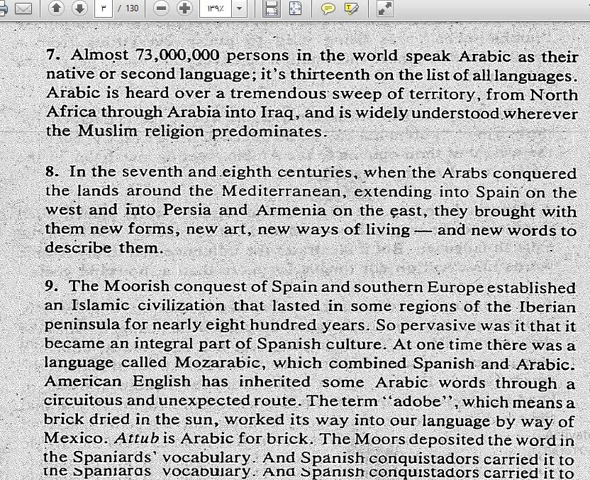 ۳ / 130 ۱۳۹٪
7. Almost 73,000,000 persons in the world speak Arabic as their
native or second language; it's thirteenth on the list of all languages.
Arabic is heard over a tremendous sweep of territory, from North
Africa through Arabia into Iraq, and is widely understood wherever
the Muslim religion predominates.
8. In the seventh and eighth centuries, when the Arabs conquered
the lands around the Mediterranean, extending into Spain on the
west and into Persia and Armenia on the east, they brought with
them new forms, new art, new ways of living — and new words to
describe them.
9. The Moorish conquest of Spain and southern Europe established
an Islamic civilization that lasted in some regions of the Iberian
peninsula for nearly eight hundred years. So pervasive was it that it
became an integral part of Spanish culture. At one time there was a
language called Mozarabic, which combined Spanish and Arabic.
American English has inherited some Arabic words through a
circuitous and unexpected route. The term "adobe", which means a
brick dried in the sun, worked its way into our language by way of
Mexico. Attub is Arabic for brick. The Moors deposited the word in
the Spaniards' vocabulary. And Spanish conquistadors carried it to
the Spaniards vocabulary. And Spanish conquistadors carried it to